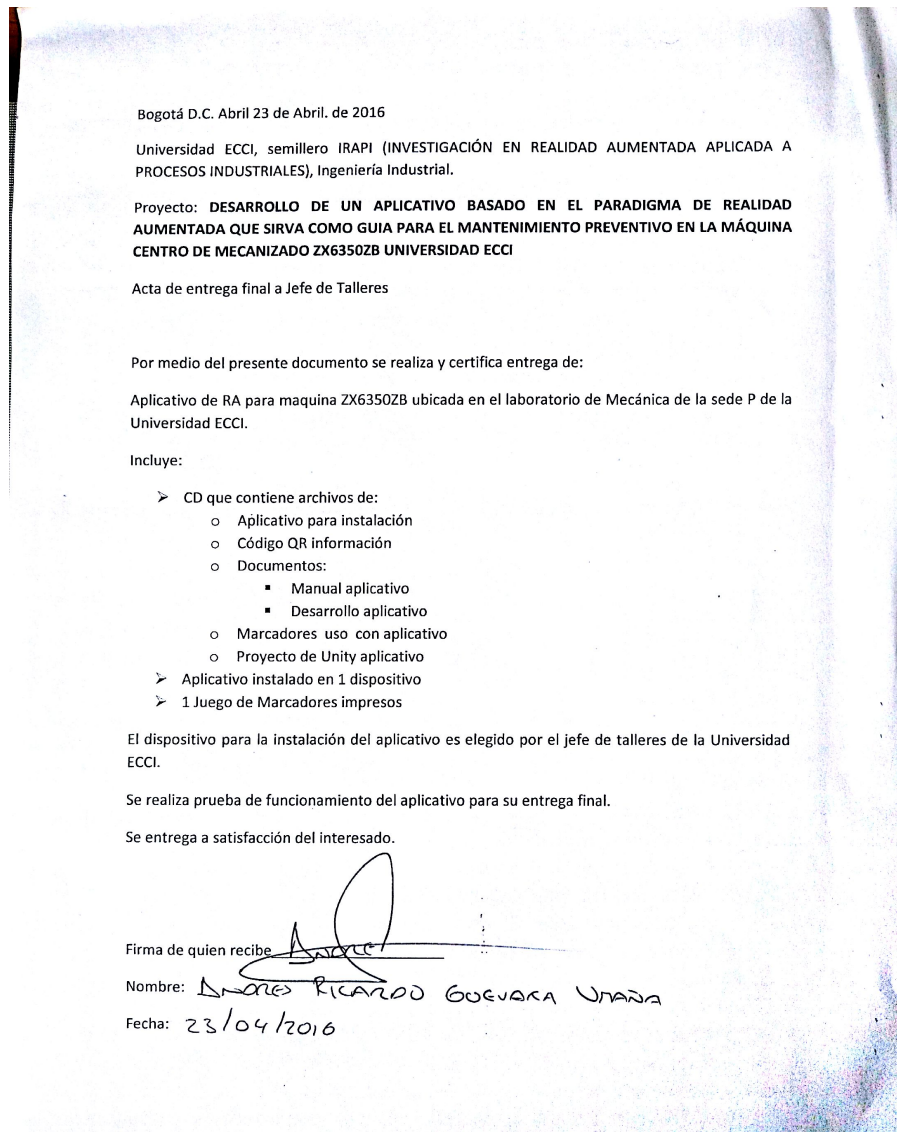 Bogotá D.C. Abril 23 de Abril. de 2016
Universidad ECCI, semillero IRAPI (INVESTIGACIÓN EN REALIDAD AUMENTADA APLICADA A
PROCESOS INDUSTRIALES), Ingeniería Industrial.
Proyecto: DESARROLLO DE UN APLICATIVO BASADO EN EL PARADIGMA DE REALIDAD
AUMENTADA QUE SIRVA COMO GUIA PARA EL MANTENIMIENTO PREVENTIVO EN LA MÁQUINA
CENTRO DE MECANIZADO ZX6350ZB UNIVERSIDAD ECCI
Acta de entrega final a Jefe de Talleres
Por medio del presente documento se realiza y certifica entrega de:
Aplicativo de RA para maquina ZX6350ZB ubicada en el laboratorio de Mecánica de la sede P de la
Universidad ECCI.
Incluye:
➢ CD que contiene archivos de:
o Aplicativo para instalación
o Código QR información
o Documentos:
▪ Manual aplicativo
▪ Desarrollo aplicativo
o Marcadores uso con aplicativo
o Proyecto de Unity aplicativo
➢ Aplicativo instalado en 1 dispositivo
➢ 1 Juego de Marcadores impresos
El dispositivo para la instalación del aplicativo es elegido por el jefe de talleres de la Universidad
ECCI.
Se realiza prueba de funcionamiento del aplicativo para su entrega final.
Se entrega a satisfacción del interesado.
Firma de quien recibe Andres
Nombre: ANDRES RICARDO GUEVARA UMAÑA
Fecha: 23/04/2016